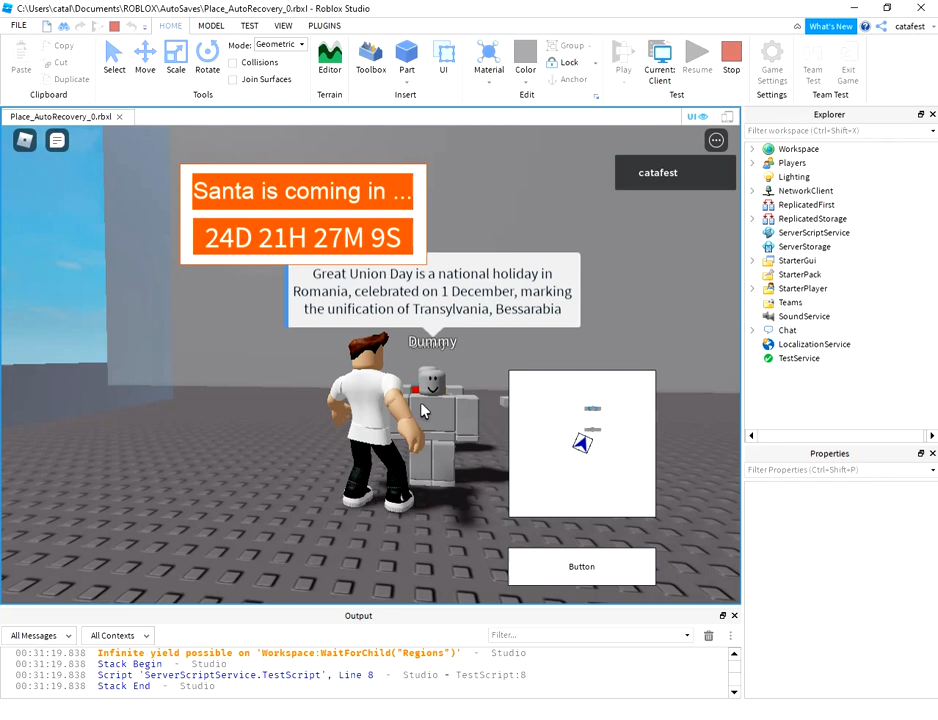 C:\Users\catal\Documents\ROBLOX\AutoSaves\Place_AutoRecovery_0.rbxl - Roblox Studio
FILE HOME MODEL TEST VIEW PLUGINS What's New catafest
Paste Copy Cut Duplicate
Select Move Scale Rotate
Mode: Geometric
Collisions
Join Surfaces
Editor Toolbox Part UI
Material Color Group Lock Anchor
Play Current: Client Resume Stop
Game Settings Team Test Exit Game
Clipboard Tools Terrain Insert Edit Test Settings Team Test
Place_AutoRecovery_0.rbxl
UI
catafest
Santa is coming in ...
24D 21H 27M 9S
Great Union Day is a national holiday in
Romania, celebrated on 1 December, marking
the unification of Transylvania, Bessarabia
Dummy
Button
Explorer
Filter workspace (Ctrl+Shift+X)
Workspace
Players
Lighting
NetworkClient
ReplicatedFirst
ReplicatedStorage
ServerScriptService
ServerStorage
StarterGui
StarterPack
StarterPlayer
Teams
SoundService
Chat
LocalizationService
TestService
Properties
Filter Properties (Ctrl+Shift+P)
Output
All Messages All Contexts Filter...
00:31:19.838 Infinite yield possible on 'Workspace:WaitForChild("Regions")' - Studio
00:31:19.838 Stack Begin - Studio
00:31:19.838 Script 'ServerScriptService.TestScript', Line 8 - Studio - TestScript:8
00:31:19.838 Stack End - Studio